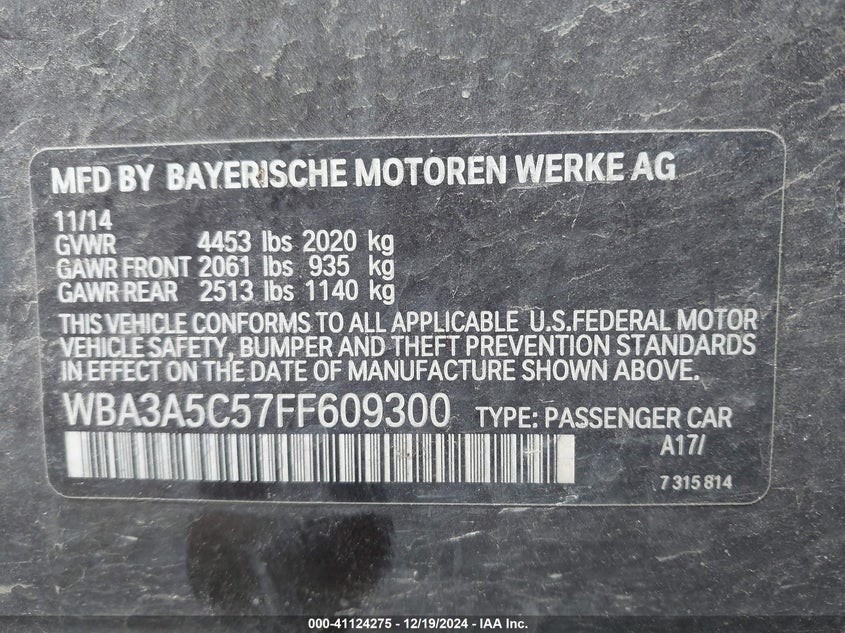 MFD BY BAYERISCHE MOTOREN WERKE AG
11/14
GVWR 4453 lbs 2020 kg
GAWR FRONT 2061 lbs 935 kg
GAWR REAR 2513 lbs 1140 kg
THIS VEHICLE CONFORMS TO ALL APPLICABLE U.S.FEDERAL MOTOR
VEHICLE SAFETY, BUMPER AND THEFT PREVENTION STANDARDS
IN EFFECT ON THE DATE OF MANUFACTURE SHOWN ABOVE.
WBA3A5C57FF609300 TYPE: PASSENGER CAR
A17/
7 315 814
000-41124275 - 12/19/2024 - IAA Inc.